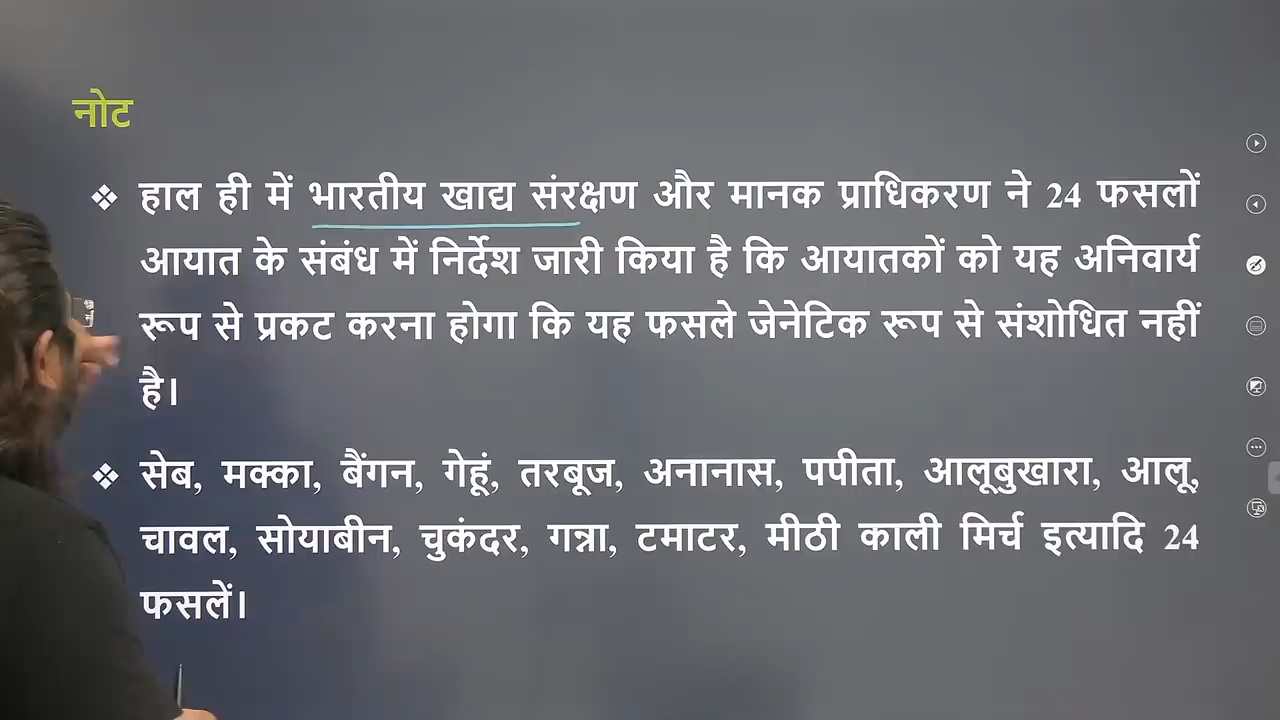 नोट
❖ हाल ही में भारतीय खाद्य संरक्षण और मानक प्राधिकरण ने 24 फसलों
आयात के संबंध में निर्देश जारी किया है कि आयातकों को यह अनिवार्य
रूप से प्रकट करना होगा कि यह फसले जेनेटिक रूप से संशोधित नहीं
है।
❖ सेब, मक्का, बैंगन, गेहूं, तरबूज, अनानास, पपीता, आलूबुखारा, आलू,
चावल, सोयाबीन, चुकंदर, गन्ना, टमाटर, मीठी काली मिर्च इत्यादि 24
फसलें।